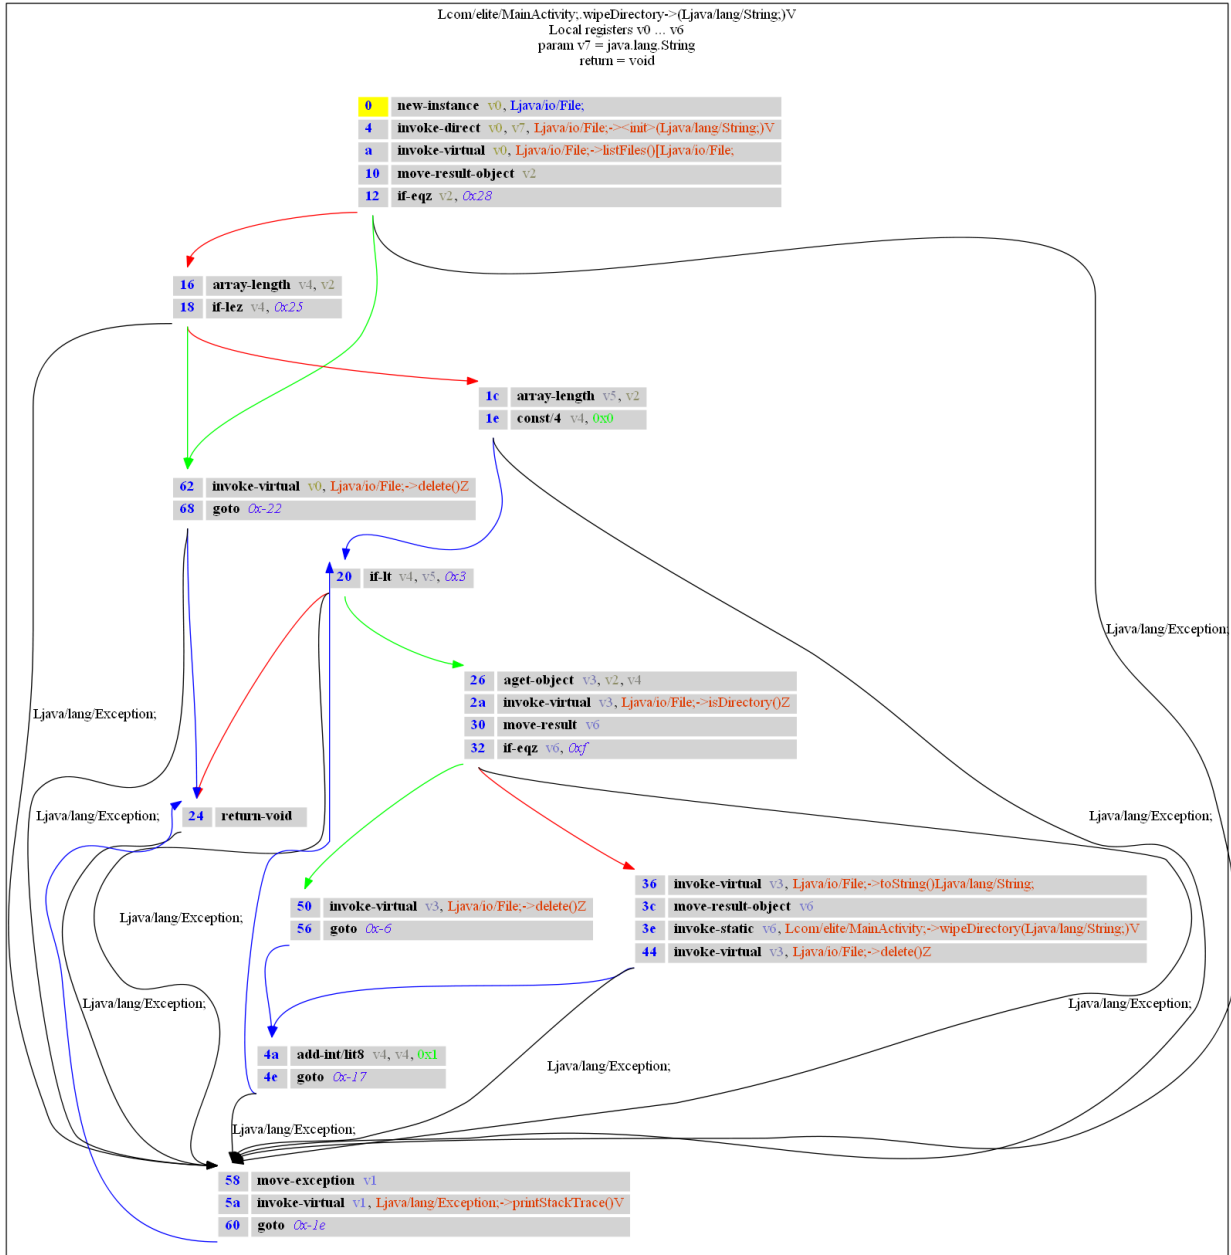 Lcom/elite/MainActivity;.wipeDirectory->(Ljava/lang/String;)V
Local registers v0 ... v6
param v7 = java.lang.String
return = void
0 new-instance v0, Ljava/io/File;
4 invoke-direct v0, v7, Ljava/io/File;-><init>(Ljava/lang/String;)V
a invoke-virtual v0, Ljava/io/File;->listFiles()[Ljava/io/File;
10 move-result-object v2
12 if-eqz v2, 0x28
16 array-length v4, v2
18 if-lez v4, 0x25
1c array-length v5, v2
1e const/4 v4, 0x0
62 invoke-virtual v0, Ljava/io/File;->delete()Z
68 goto 0x-22
20 if-lt v4, v5, 0x3
Ljava/lang/Exception;
26 aget-object v3, v2, v4
2a invoke-virtual v3, Ljava/io/File;->isDirectory()Z
30 move-result v6
32 if-eqz v6, 0xf
Ljava/lang/Exception;
Ljava/lang/Exception;
24 return-void
Ljava/lang/Exception;
36 invoke-virtual v3, Ljava/io/File;->toString()Ljava/lang/String;
3c move-result-object v6
3e invoke-static v6, Lcom/elite/MainActivity;->wipeDirectory(Ljava/lang/String;)V
44 invoke-virtual v3, Ljava/io/File;->delete()Z
50 invoke-virtual v3, Ljava/io/File;->delete()Z
56 goto 0x-6
Ljava/lang/Exception;
Ljava/lang/Exception;
Ljava/lang/Exception;
4a add-int/lit8 v4, v4, 0x1
4e goto 0x-17
Ljava/lang/Exception;
Ljava/lang/Exception;
58 move-exception v1
5a invoke-virtual v1, Ljava/lang/Exception;->printStackTrace()V
60 goto 0x-1e